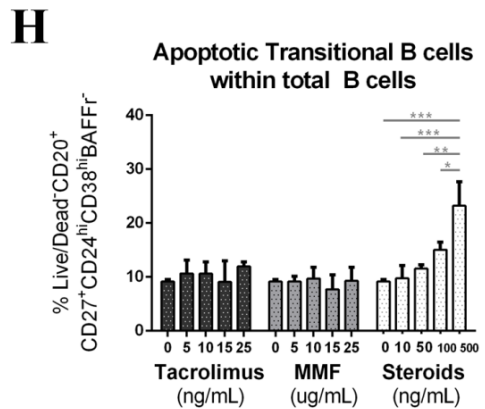 H
Apoptotic Transitional B cells
within total B cells
% Live/Dead⁻CD20⁺
CD27⁺CD24ʰⁱCD38ʰⁱBAFFr⁻
40
30
20
10
0
***
***
**
*
0 5 10 15 25 0 5 10 15 25 0 10 50 100 500
Tacrolimus MMF Steroids
(ng/mL) (ug/mL) (ng/mL)